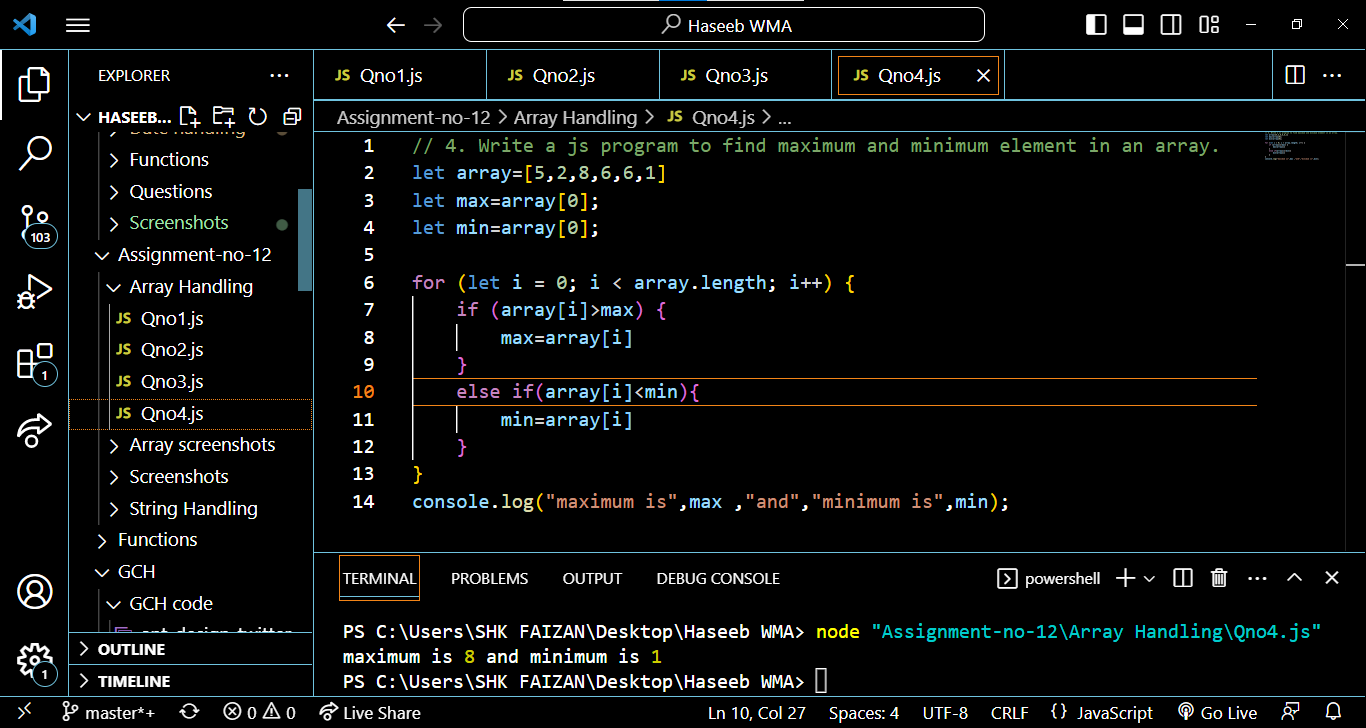 Haseeb WMA
EXPLORER
Qno1.js
Qno2.js
Qno3.js
Qno4.js
HASEEB...
Assignment-no-12 > Array Handling > JS Qno4.js > ...
Date Handling
Functions
Questions
Screenshots
Assignment-no-12
Array Handling
JS Qno1.js
JS Qno2.js
JS Qno3.js
JS Qno4.js
Array screenshots
Screenshots
String Handling
Functions
GCH
GCH code
OUTLINE
TIMELINE
103
1
1
1 // 4. Write a js program to find maximum and minimum element in an array.
2 let array=[5,2,8,6,6,1]
3 let max=array[0];
4 let min=array[0];
5
6 for (let i = 0; i < array.length; i++) {
7 if (array[i]>max) {
8 max=array[i]
9 }
10 else if(array[i]<min){
11 min=array[i]
12 }
13 }
14 console.log("maximum is",max ,"and","minimum is",min);
TERMINAL PROBLEMS OUTPUT DEBUG CONSOLE
powershell
PS C:\Users\SHK FAIZAN\Desktop\Haseeb WMA> node "Assignment-no-12\Array Handling\Qno4.js"
maximum is 8 and minimum is 1
PS C:\Users\SHK FAIZAN\Desktop\Haseeb WMA>
master*+ 0 0 Live Share Ln 10, Col 27 Spaces: 4 UTF-8 CRLF {} JavaScript Go Live